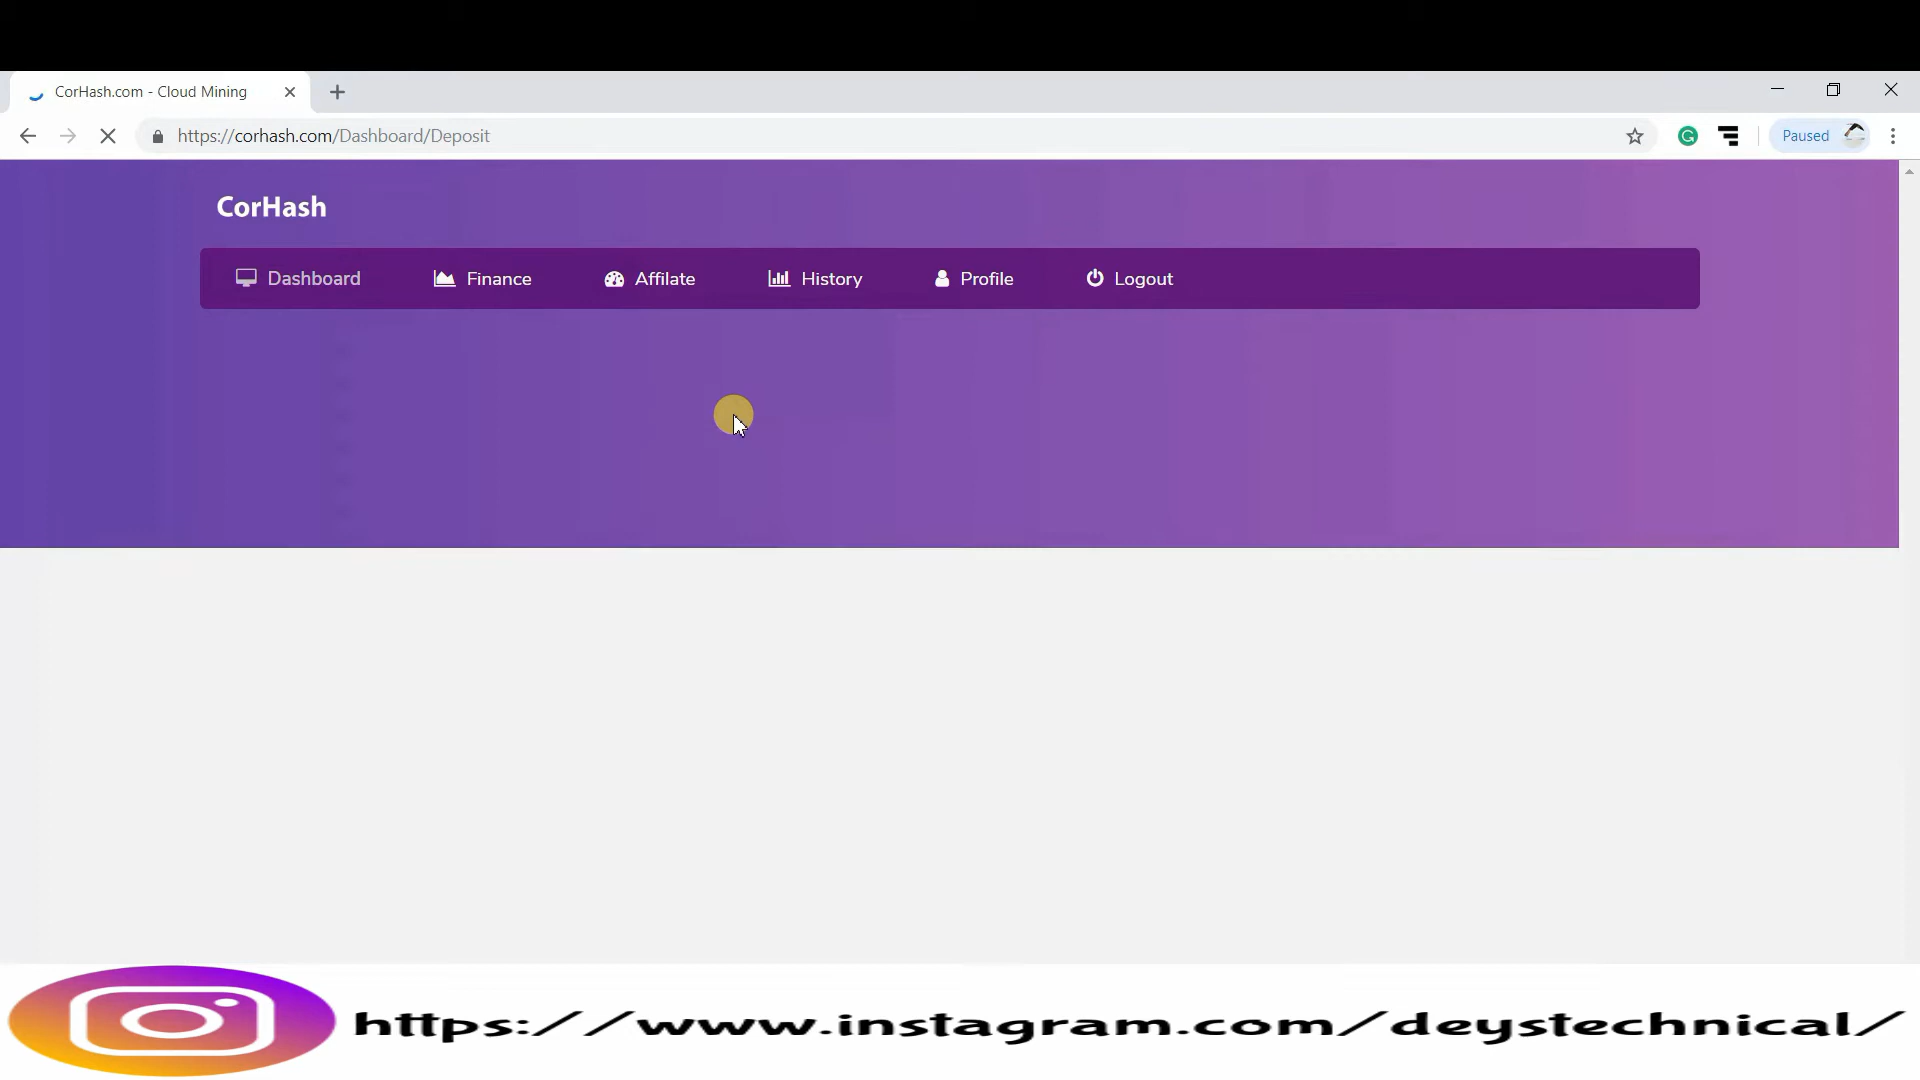 CorHash.com - Cloud Mining
https://corhash.com/Dashboard/Deposit
Paused
CorHash
Dashboard Finance Affilate History Profile Logout
https://www.instagram.com/deystechnical/